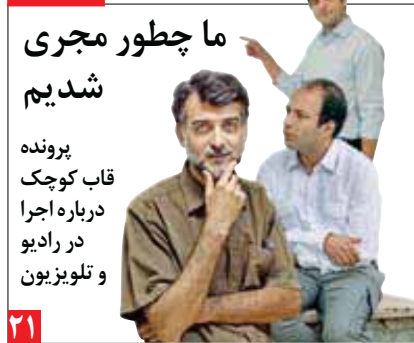 ما چطور مجری
شدیم
پرونده
قاب کوچک
درباره اجرا
در رادیو
و تلویزیون
۲۱